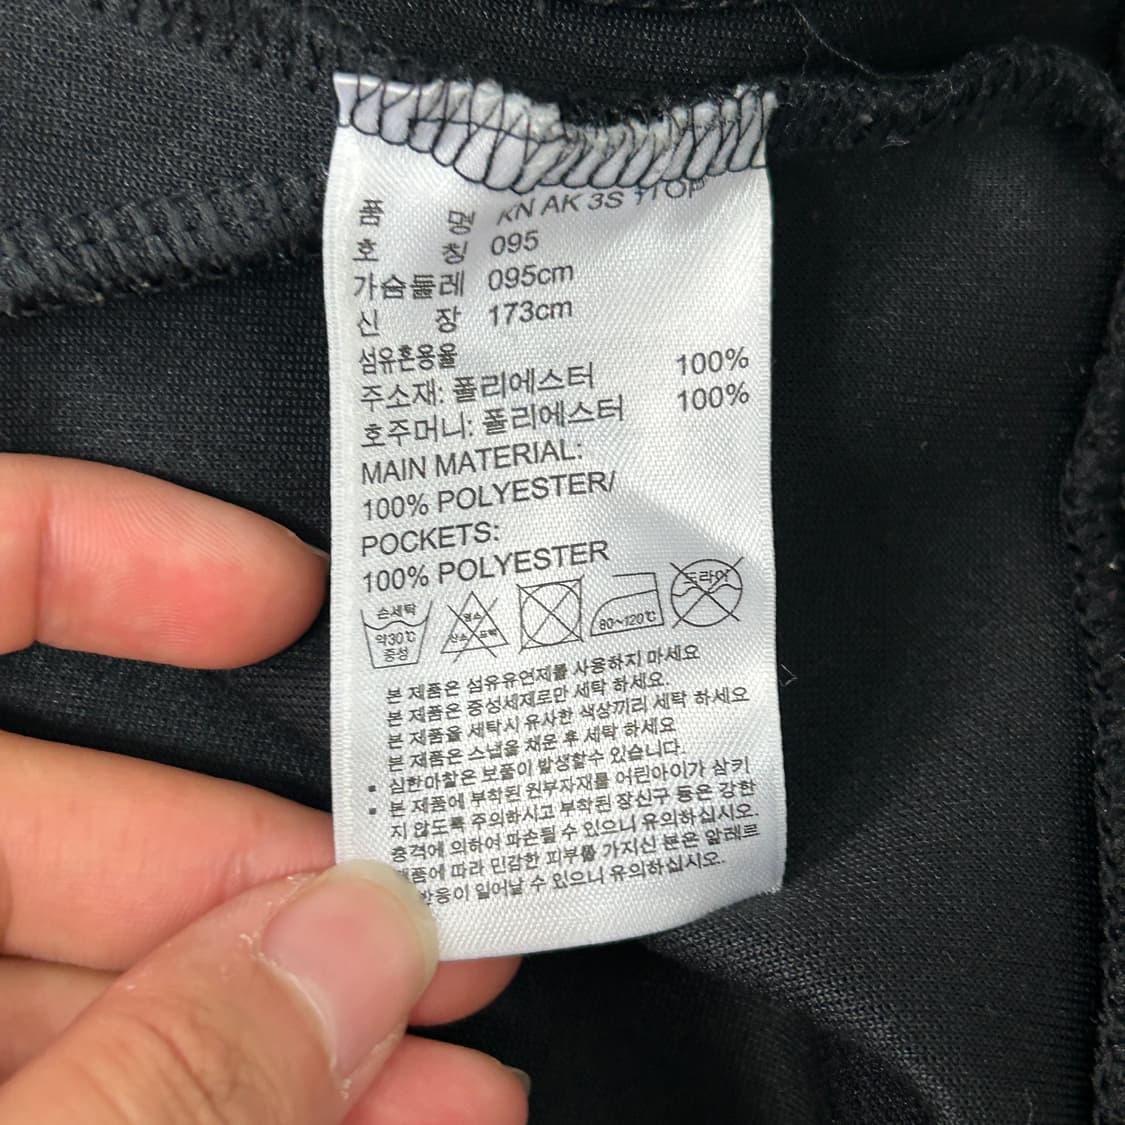 품 명 KN AK 3S TTOP
호 칭 095
가슴둘레 095cm
신 장 173cm
섬유혼용율
주소재: 폴리에스터 100%
호주머니: 폴리에스터 100%
MAIN MATERIAL:
100% POLYESTER/
POCKETS:
100% POLYESTER
손세탁
약30℃
중성
염소
산소 표백
80~120℃
드라이
본 제품은 섬유유연제를 사용하지 마세요
본 제품은 중성세제로만 세탁 하세요.
본 제품을 세탁시 유사한 색상끼리 세탁 하세요
본 제품은 스냅을 채운 후 세탁 하세요
▪ 심한마찰은 보풀이 발생할수 있습니다.
▪ 본 제품에 부착된 원부자재를 어린아이가 삼키
지 않도록 주의하시고 부착된 장신구 등은 강한
충격에 의하여 파손될 수 있으니 유의하십시오.
제품에 따라 민감한 피부를 가지신 분은 알레르
반응이 일어날 수 있으니 유의하십시오.